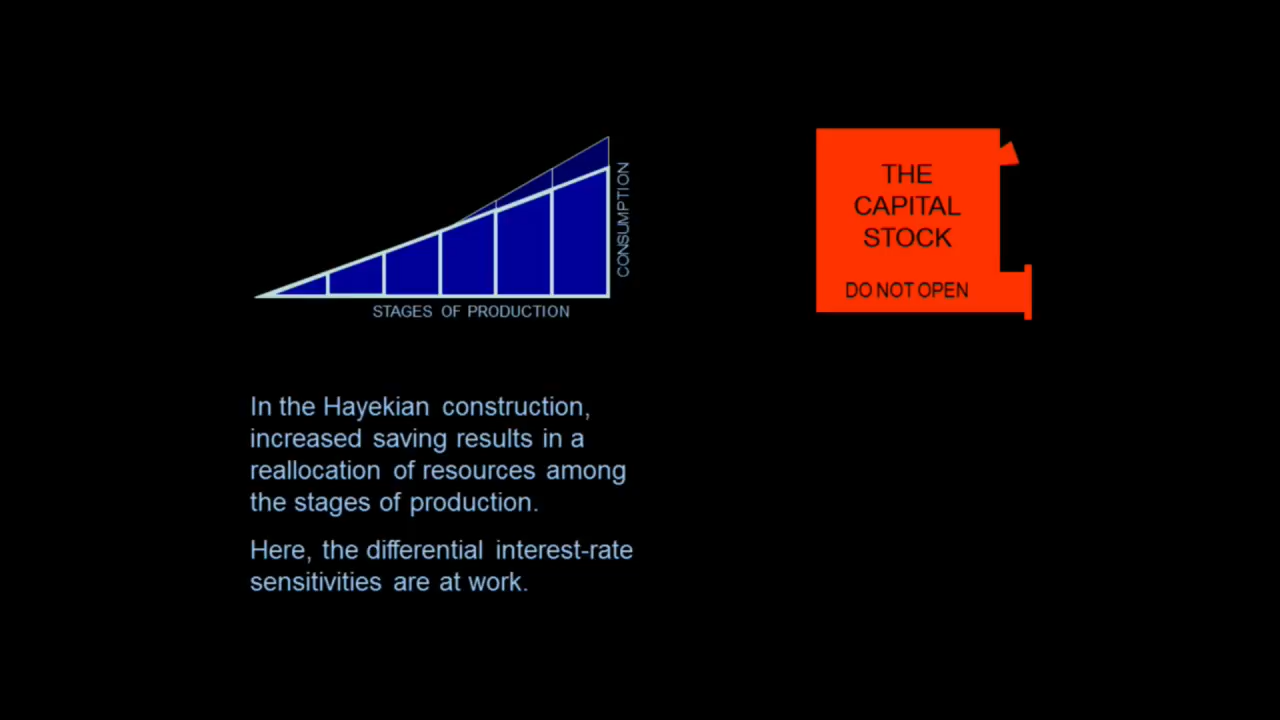 CONSUMPTION
STAGES OF PRODUCTION
THE
CAPITAL
STOCK
DO NOT OPEN
In the Hayekian construction,
increased saving results in a
reallocation of resources among
the stages of production.
Here, the differential interest-rate
sensitivities are at work.